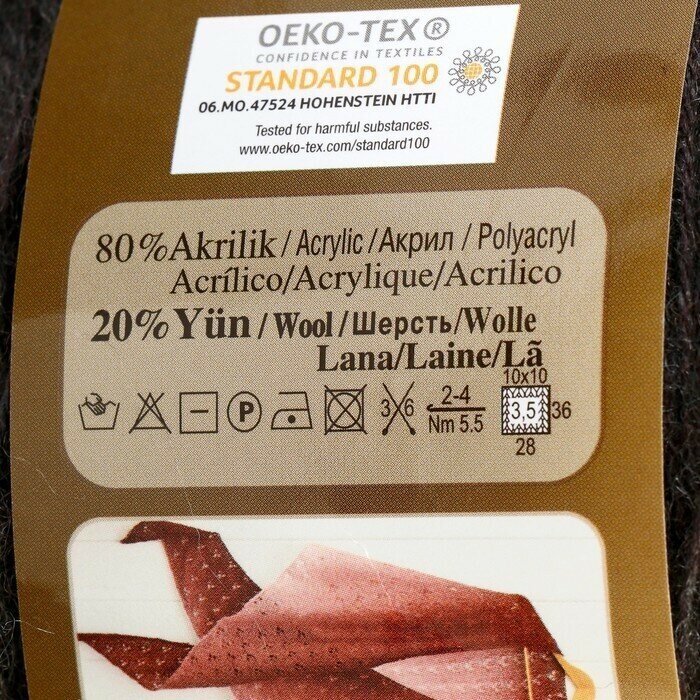 OEKO-TEX®
CONFIDENCE IN TEXTILES
STANDARD 100
06.MO.47524 HOHENSTEIN HTTI
Tested for harmful substances.
www.oeko-tex.com/standard100
80%Akrilik/Acrylic/Акрил/Polyacryl
Acrílico/Acrylique/Acrilico
20%Yün/Wool/Шерсть/Wolle
Lana/Laine/Lã
P
3 6
2-4
Nm 5.5
10x10
3,5 36
28